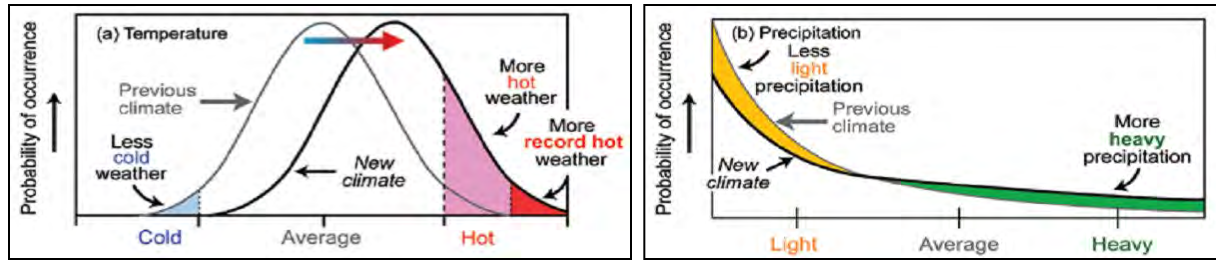 (a) Temperature
Probability of occurrence
Previous
climate
Less
cold
weather
New
climate
More
hot
weather
More
record hot
weather
Cold
Average
Hot
(b) Precipitation
Probability of occurrence
Less
light
precipitation
Previous
climate
New
climate
More
heavy
precipitation
Light
Average
Heavy